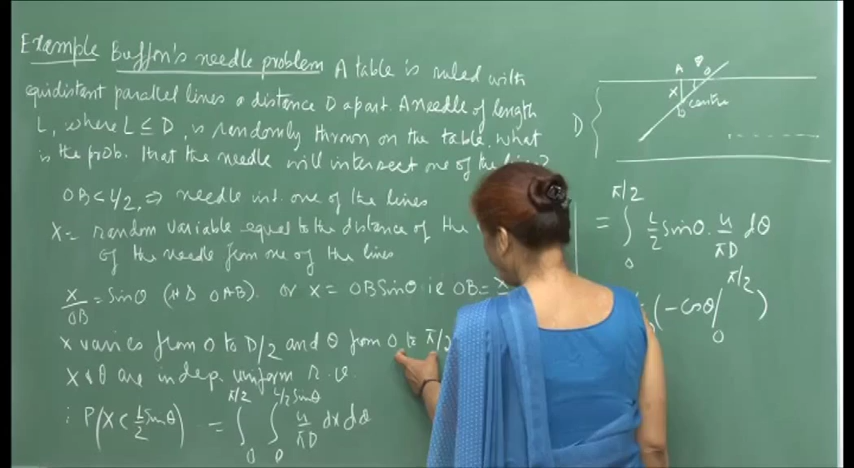 Example Buffon's needle problem A table is ruled with
equidistant parallel lines a distance D apart. A needle of length
L, where L ≤ D, is randomly thrown on the table. What
is the prob. that the needle will intersect one of the lines?
OB < L/2, ⇒ needle int. one of the lines
X = random variable equal to the distance of the
of the needle from one of the lines
X/OB = Sinθ (rt Δ OAB). or X = OB Sinθ ie OB = X
X varies from 0 to D/2 and θ from 0 to π/2
X & θ are indep. uniform r.v.
∴ P(X < L/2 Sinθ) = ∫_0^{π/2} ∫_0^{L/2 Sinθ} 4/πD dx dθ
A θ O
X
B centre
D
= ∫_0^{π/2} L/2 Sinθ · 4/πD dθ
(-Cosθ |_0^{π/2})